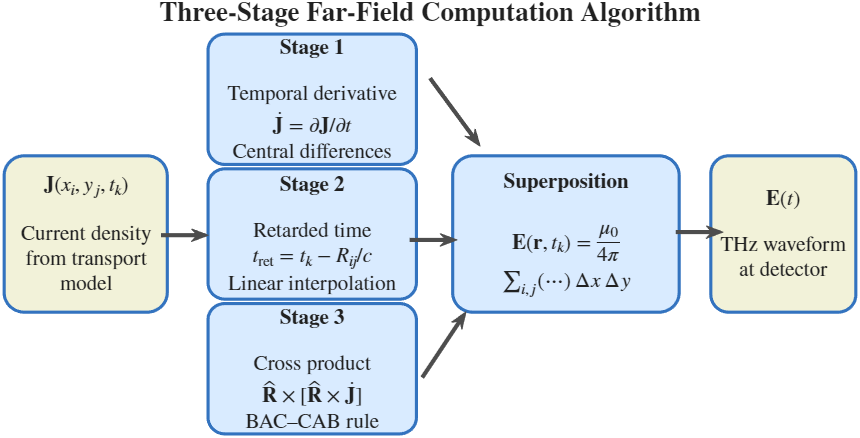 Three-Stage Far-Field Computation Algorithm
J(x_i, y_j, t_k)
Current density
from transport
model
Stage 1
Temporal derivative
J̇ = ∂J/∂t
Central differences
Stage 2
Retarded time
t_ret = t_k − R_ij/c
Linear interpolation
Stage 3
Cross product
R̂ × [R̂ × J̇]
BAC–CAB rule
Superposition
E(r, t_k) = μ₀/4π
∑_{i,j}(⋯) Δx Δy
E(t)
THz waveform
at detector